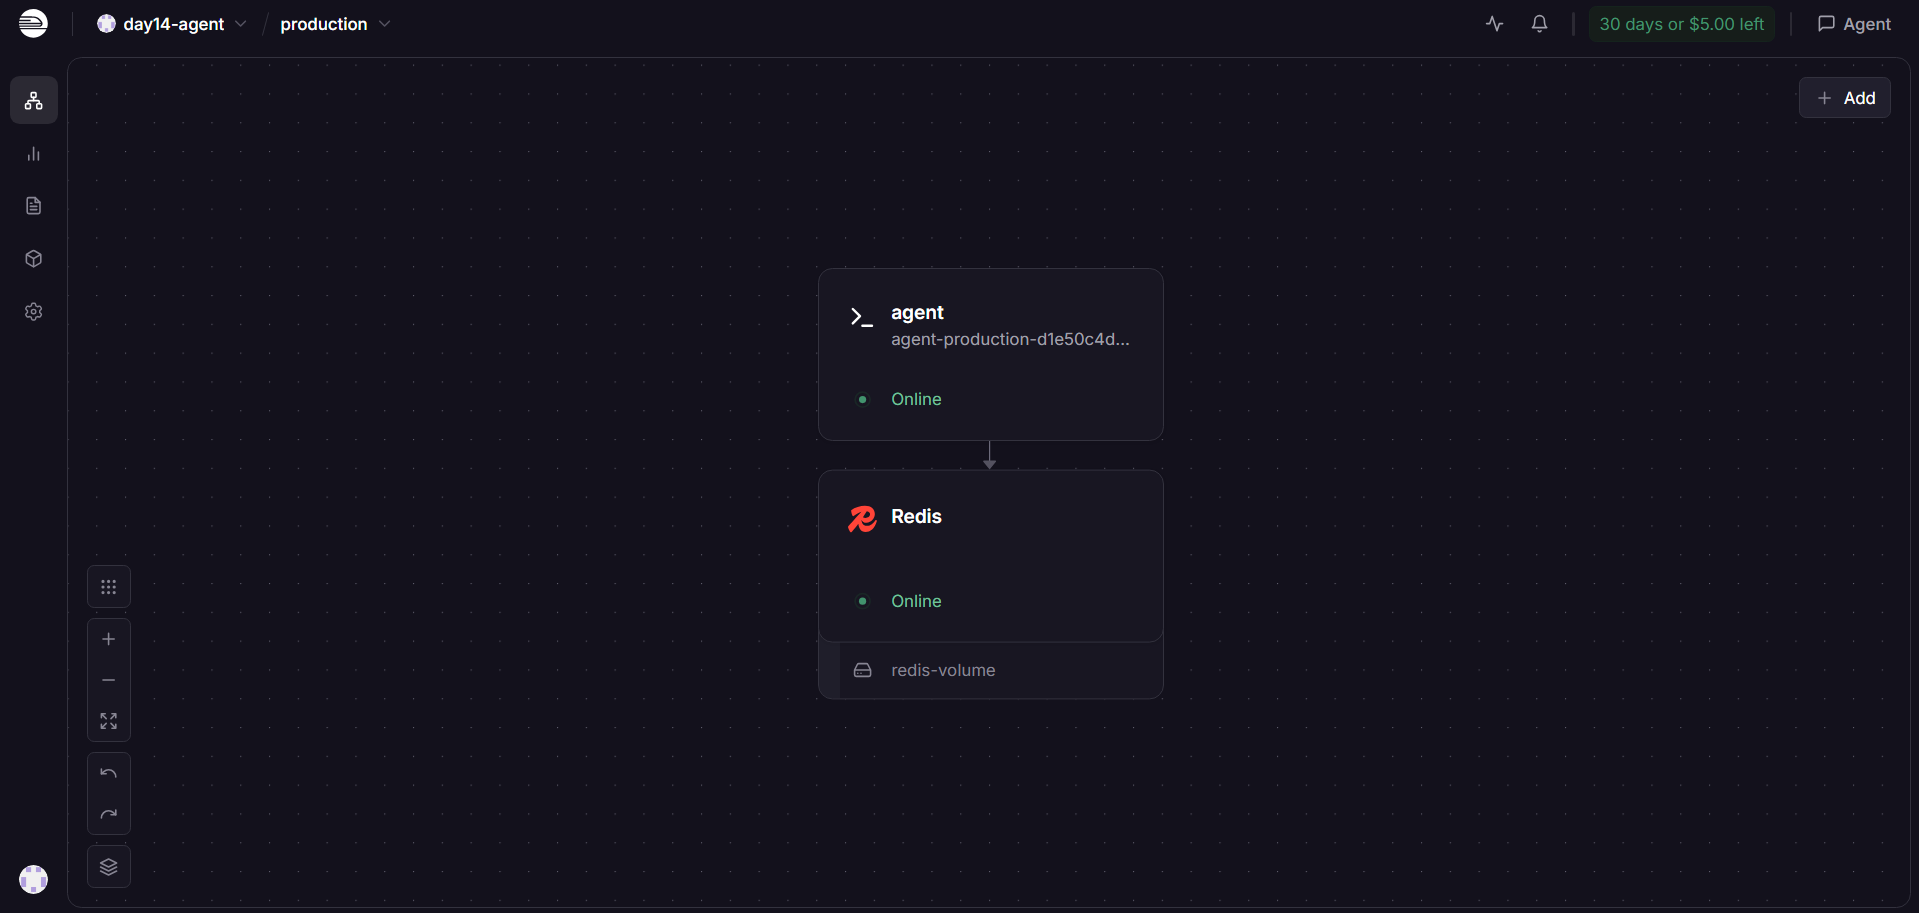 day14-agent
production
30 days or $5.00 left
Agent
Add
agent
agent-production-d1e50c4d...
Online
Redis
Online
redis-volume